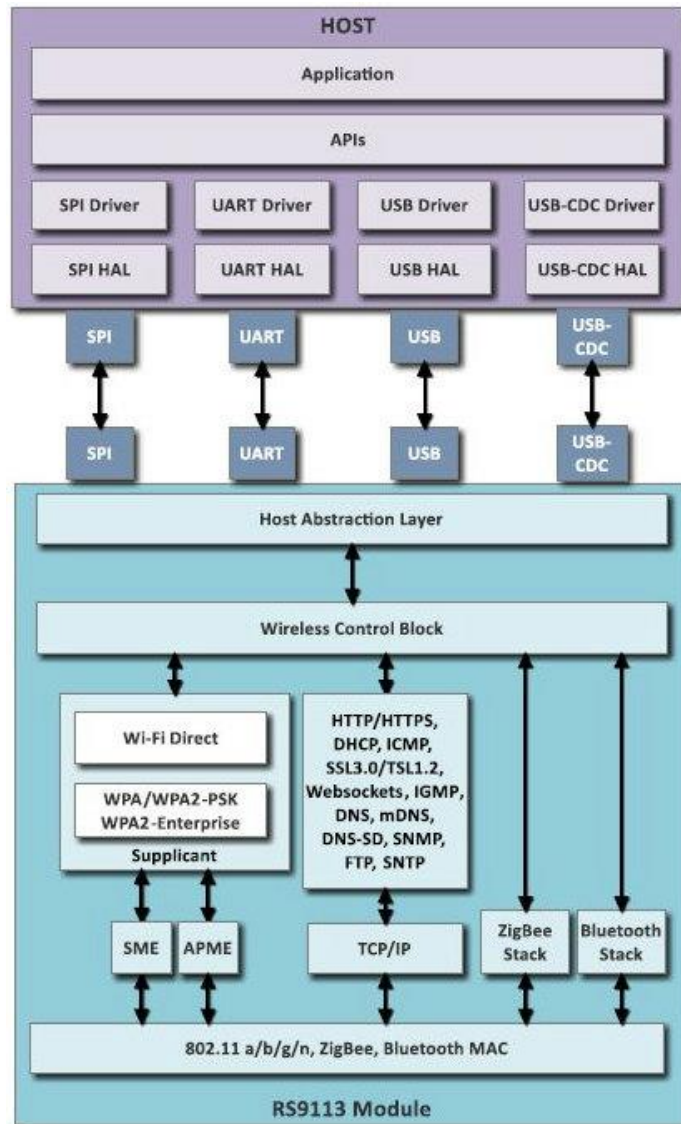 HOST
Application
APIs
SPI Driver
UART Driver
USB Driver
USB-CDC Driver
SPI HAL
UART HAL
USB HAL
USB-CDC HAL
SPI
UART
USB
USB-
CDC
SPI
UART
USB
USB-
CDC
Host Abstraction Layer
Wireless Control Block
Wi-Fi Direct
WPA/WPA2-PSK
WPA2-Enterprise
Supplicant
HTTP/HTTPS,
DHCP, ICMP,
SSL3.0/TSL1.2,
Websockets, IGMP,
DNS, mDNS,
DNS-SD, SNMP,
FTP, SNTP
SME
APME
TCP/IP
ZigBee
Stack
Bluetooth
Stack
802.11 a/b/g/n, ZigBee, Bluetooth MAC
RS9113 Module